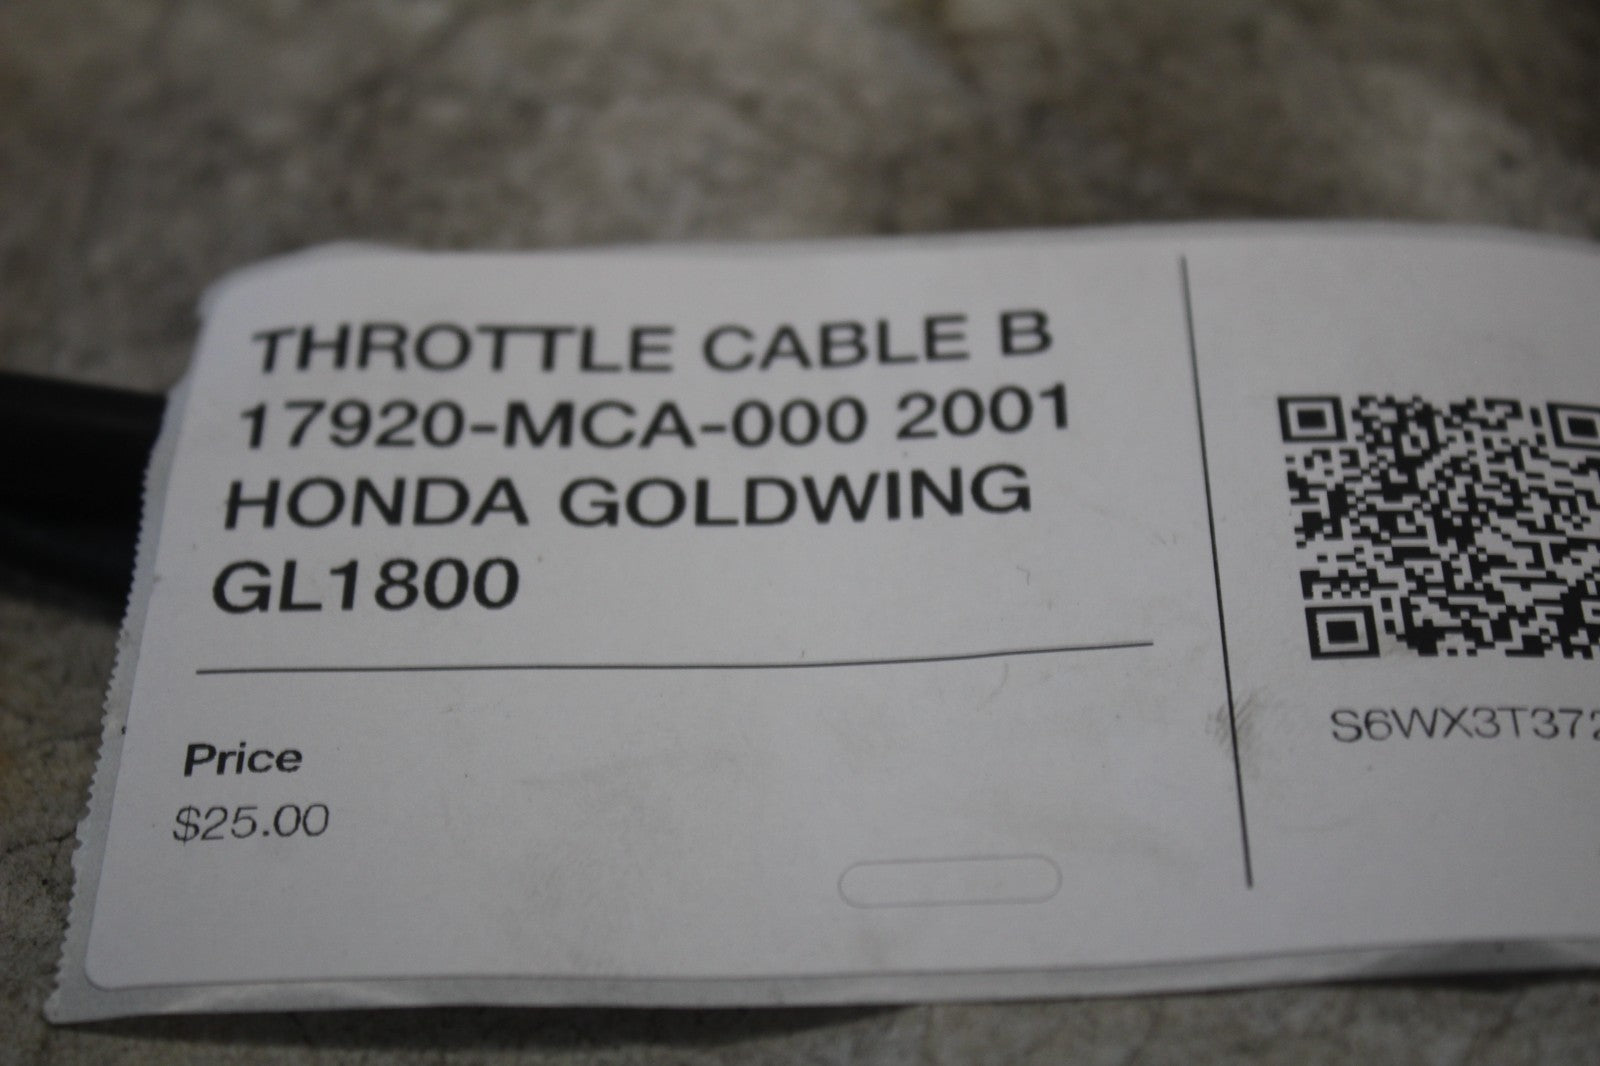 THROTTLE CABLE B
17920-MCA-000 2001
HONDA GOLDWING
GL1800
Price
$25.00